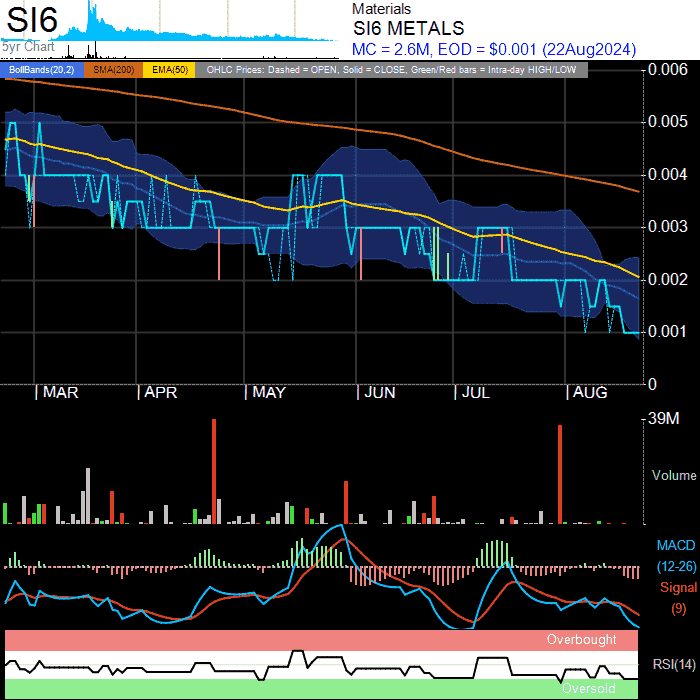 SI6
5yr Chart
Materials
SI6 METALS
MC = 2.6M, EOD = $0.001 (22Aug2024)
BollBands(20,2) SMA(200) EMA(50) OHLC Prices: Dashed = OPEN, Solid = CLOSE, Green/Red bars = Intra-day HIGH/LOW
0.006
0.005
0.004
0.003
0.002
0.001
0
MAR APR MAY JUN JUL AUG
39M
Volume
MACD
(12-26)
Signal
(9)
Overbought
RSI(14)
Oversold